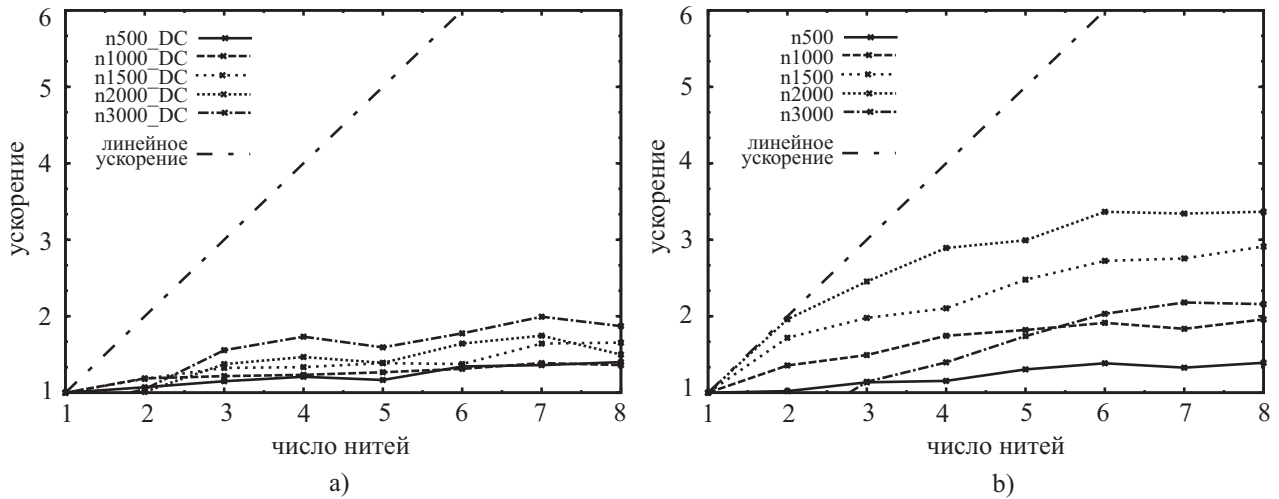 6
5
4
3
2
1
ускорение
n500_DC
n1000_DC
n1500_DC
n2000_DC
n3000_DC
линейное
ускорение
1 2 3 4 5 6 7 8
число нитей
a)
6
5
4
3
2
1
ускорение
n500
n1000
n1500
n2000
n3000
линейное
ускорение
1 2 3 4 5 6 7 8
число нитей
b)